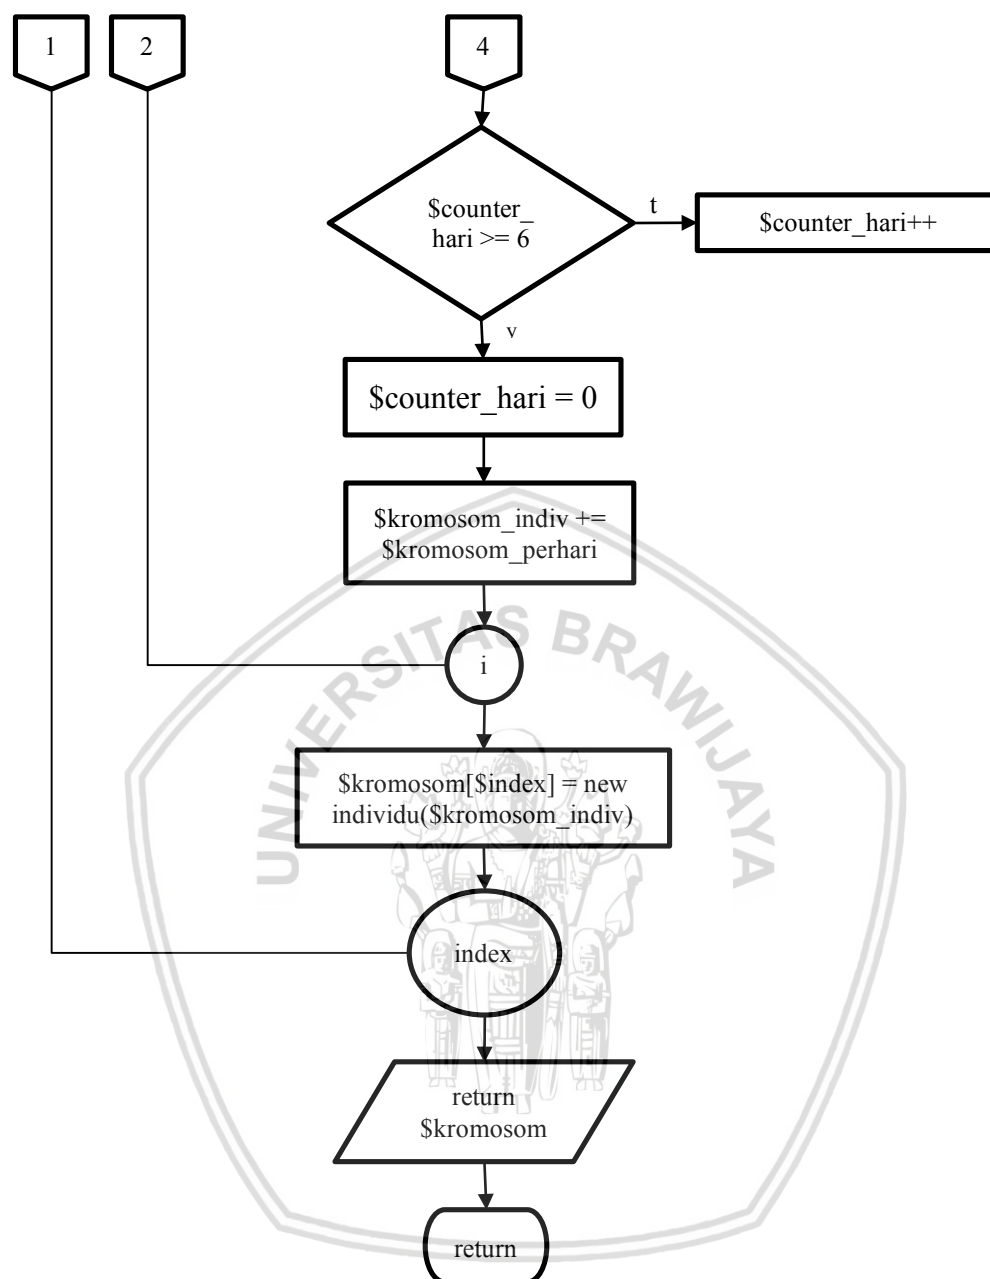 1
2
4
$counter_
hari >= 6
t
$counter_hari++
v
$counter_hari = 0
$kromosom_indiv +=
$kromosom_perhari
UNIVERSITAS BRAWIJAYA
i
$kromosom[$index] = new
individu($kromosom_indiv)
index
return
$kromosom
return